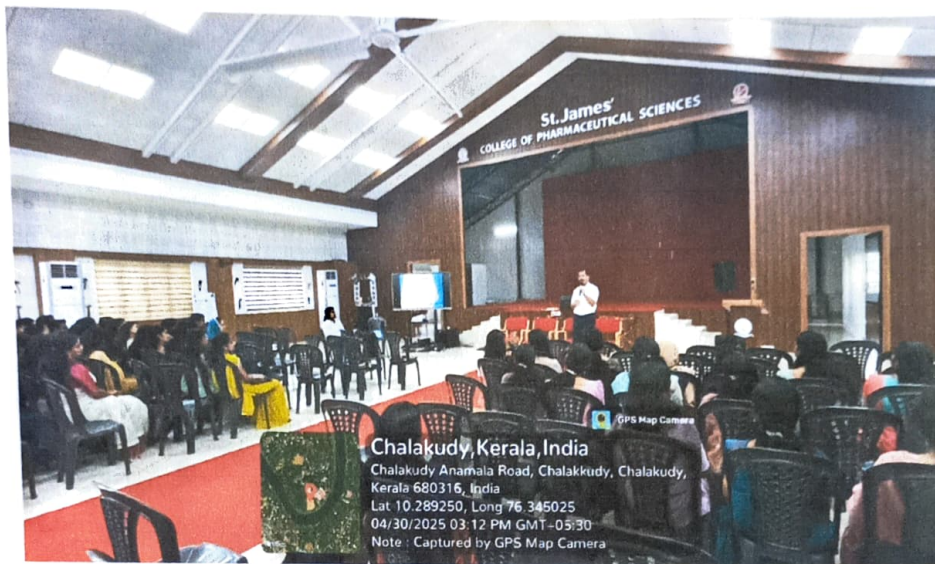 St. James'
COLLEGE OF PHARMACEUTICAL SCIENCES
GPS Map Camera
Chalakudy,Kerala,India
Chalakudy Anamala Road, Chalakkudy, Chalakudy,
Kerala 680316, India
Lat 10.289250, Long 76.345025
04/30/2025 03:12 PM GMT+05:30
Note : Captured by GPS Map Camera